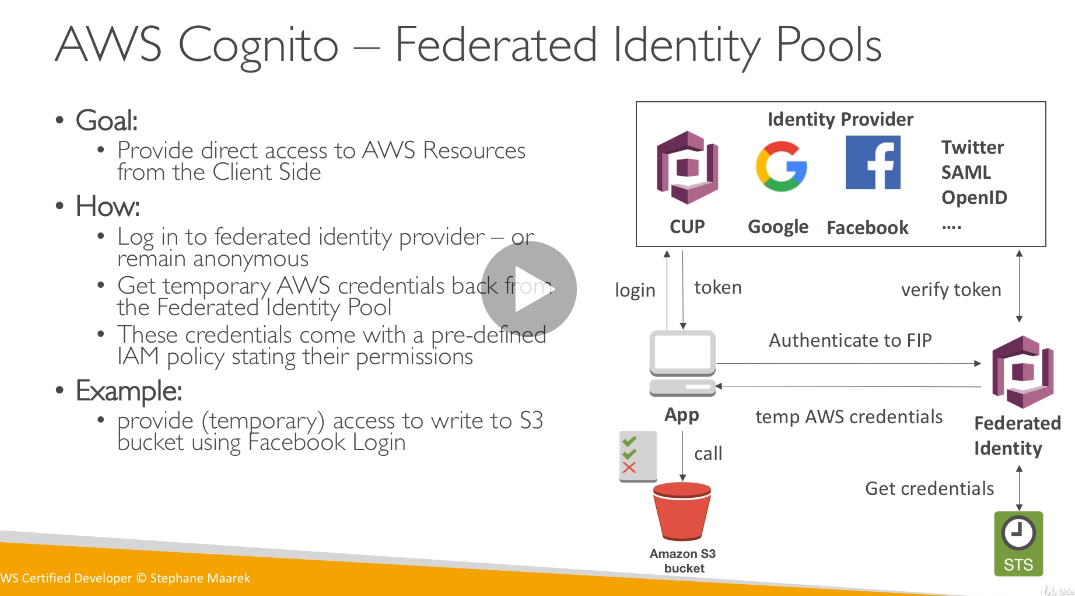 AWS Cognito – Federated Identity Pools
• Goal:
• Provide direct access to AWS Resources
from the Client Side
• How:
• Log in to federated identity provider – or
remain anonymous
• Get temporary AWS credentials back from
the Federated Identity Pool
• These credentials come with a pre-defined
IAM policy stating their permissions
• Example:
• provide (temporary) access to write to S3
bucket using Facebook Login
Identity Provider
Twitter
SAML
OpenID
....
CUP
Google
Facebook
login
token
verify token
Authenticate to FIP
App
temp AWS credentials
Federated
Identity
call
Get credentials
Amazon S3
bucket
STS
WS Certified Developer © Stephane Maarek